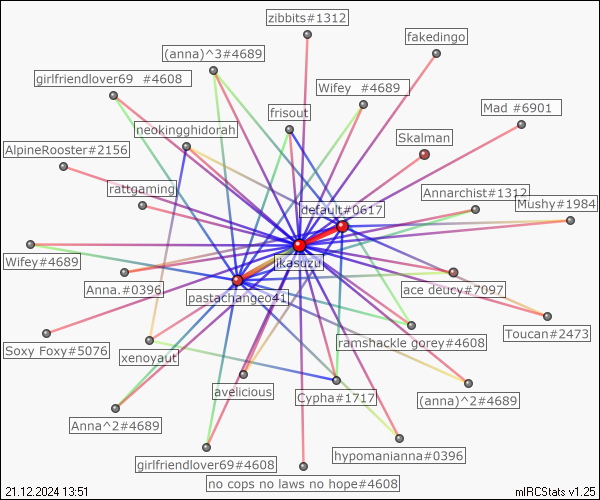 zibbits#1312
fakedingo
(anna)^3#4689
girlfriendlover69 #4608
Wifey #4689
Mad #6901
frisout
neokingghidorah
Skalman
AlpineRooster#2156
rattgaming
Annarchist#1312
Mushy#1984
default#0617
Wifey#4689
Anna.#0396
ikasuzu
ace deucy#7097
pastachangeo41
Toucan#2473
Soxy Foxy#5076
xenoyaut
ramshackle gorey#4608
avelicious
Cypha#1717
(anna)^2#4689
Anna^2#4689
hypomanianna#0396
girlfriendlover69#4608
no cops no laws no hope#4608
21.12.2024 13:51
mIRCStats v1.25